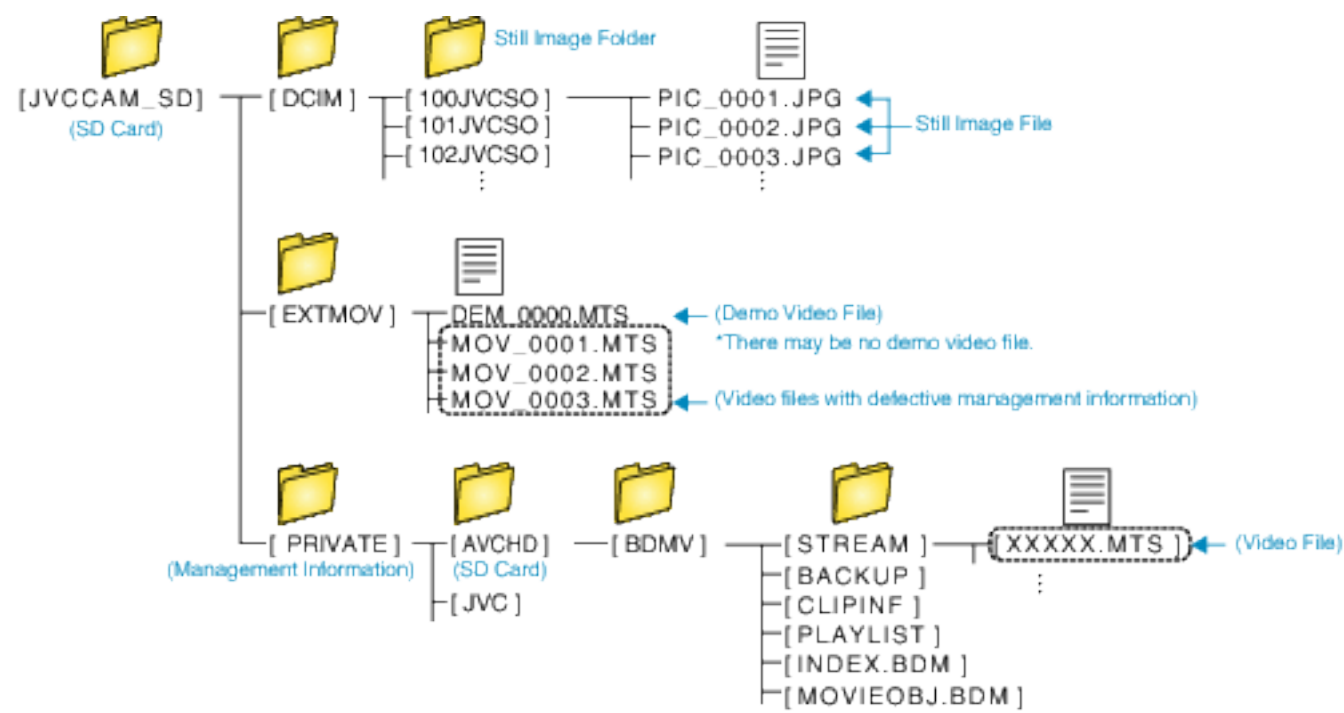 Still Image Folder
[JVCCAM_SD] [DCIM] [100JVCSO] PIC_0001.JPG
(SD Card) [101JVCSO] PIC_0002.JPG Still Image File
[102JVCSO] PIC_0003.JPG
[EXTMOV] DEM_0000.MTS (Demo Video File)
MOV_0001.MTS *There may be no demo video file.
MOV_0002.MTS
MOV_0003.MTS (Video files with defective management information)
[PRIVATE] [AVCHD] [BDMV] [STREAM] [XXXXX.MTS] (Video File)
(Management Information) (SD Card) [BACKUP]
[JVC] [CLIPINF]
[PLAYLIST]
[INDEX.BDM]
[MOVIEOBJ.BDM]